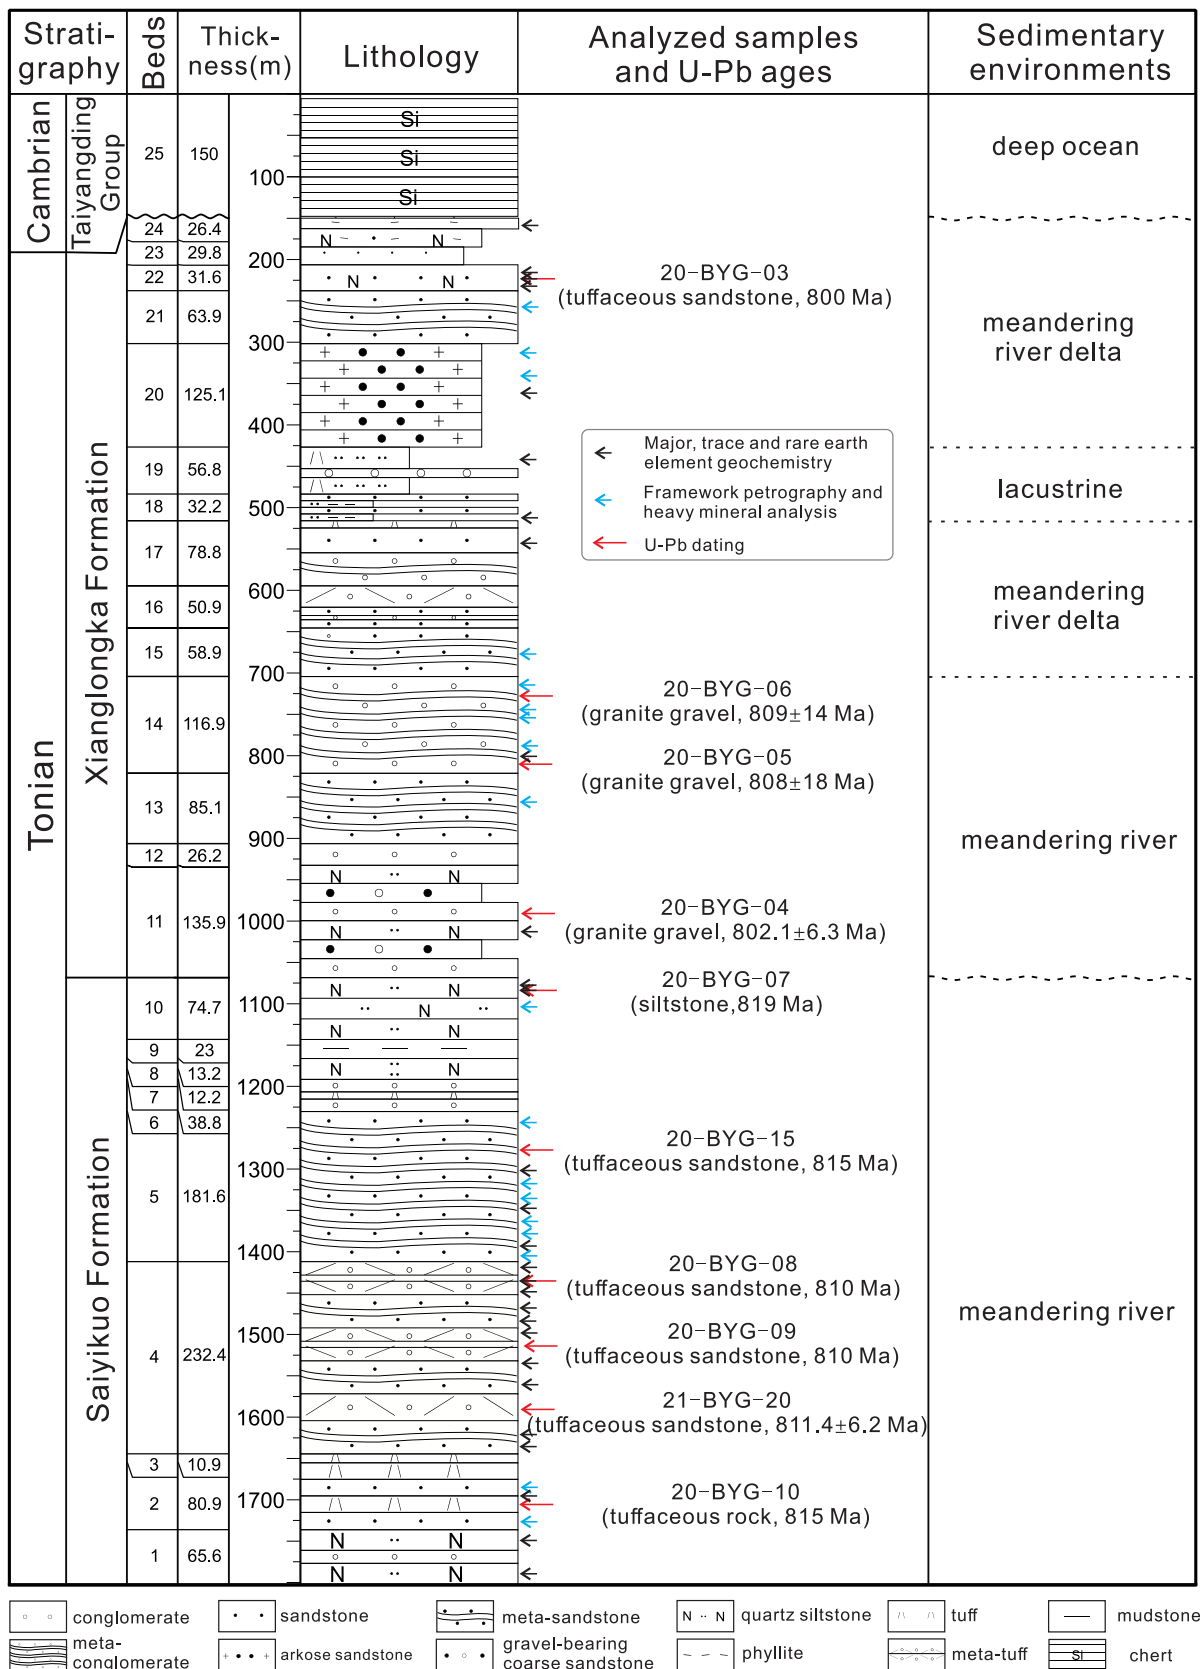 Strati-
graphy
Beds
Thick-
ness(m)
Lithology
Analyzed samples
and U-Pb ages
Sedimentary
environments
Cambrian
Taiyangding
Group
Tonian
Xianglongka Formation
Saiyikuo Formation
25 150
24 26.4
23 29.8
22 31.6
21 63.9
20 125.1
19 56.8
18 32.2
17 78.8
16 50.9
15 58.9
14 116.9
13 85.1
12 26.2
11 135.9
10 74.7
9 23
8 13.2
7 12.2
6 38.8
5 181.6
4 232.4
3 10.9
2 80.9
1 65.6
100
200
300
400
500
600
700
800
900
1000
1100
1200
1300
1400
1500
1600
1700
Si
Si
Si
N N
N N
N N
N N
N N
N
N N
N N
N N
N N
20-BYG-03
(tuffaceous sandstone, 800 Ma)
Major, trace and rare earth
element geochemistry
Framework petrography and
heavy mineral analysis
U-Pb dating
20-BYG-06
(granite gravel, 809±14 Ma)
20-BYG-05
(granite gravel, 808±18 Ma)
20-BYG-04
(granite gravel, 802.1±6.3 Ma)
20-BYG-07
(siltstone,819 Ma)
20-BYG-15
(tuffaceous sandstone, 815 Ma)
20-BYG-08
(tuffaceous sandstone, 810 Ma)
20-BYG-09
(tuffaceous sandstone, 810 Ma)
21-BYG-20
(tuffaceous sandstone, 811.4±6.2 Ma)
20-BYG-10
(tuffaceous rock, 815 Ma)
deep ocean
meandering
river delta
lacustrine
meandering
river delta
meandering river
meandering river
conglomerate
sandstone
meta-sandstone
N N quartz siltstone
tuff
mudstone
meta-
conglomerate
arkose sandstone
gravel-bearing
coarse sandstone
phyllite
meta-tuff
Si chert